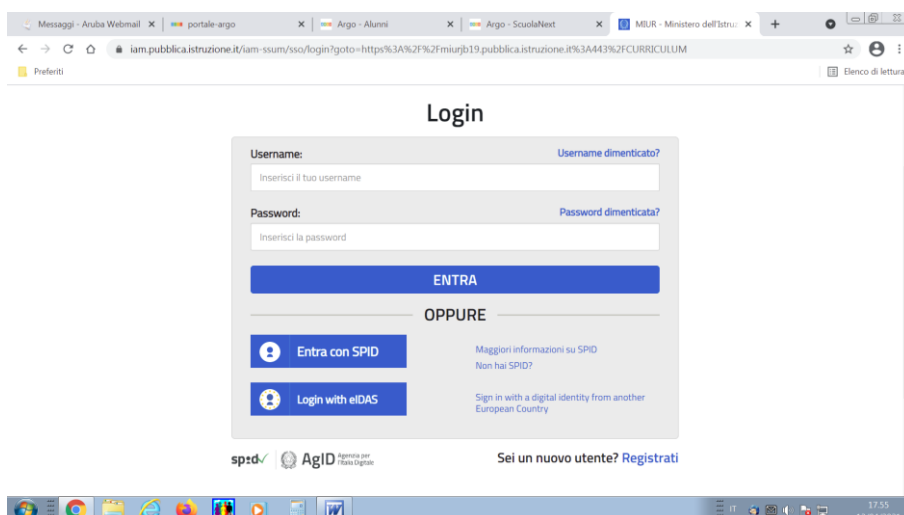 Messaggi - Aruba Webmail
portale-argo
Argo - Alunni
Argo - ScuolaNext
MIUR - Ministero dell'Istruz
iam.pubblica.istruzione.it/iam-ssum/sso/login?goto=https%3A%2F%2Fmiurjb19.pubblica.istruzione.it%3A443%2FCURRICULUM
Preferiti
Elenco di lettura
Login
Username:
Username dimenticato?
Inserisci il tuo username
Password:
Password dimenticata?
Inserisci la password
ENTRA
OPPURE
Entra con SPID
Maggiori informazioni su SPID
Non hai SPID?
Login with eIDAS
Sign in with a digital identity from another
European Country
sp:d
AgID
Agenzia per
l'Italia Digitale
Sei un nuovo utente? Registrati
IT
17.55